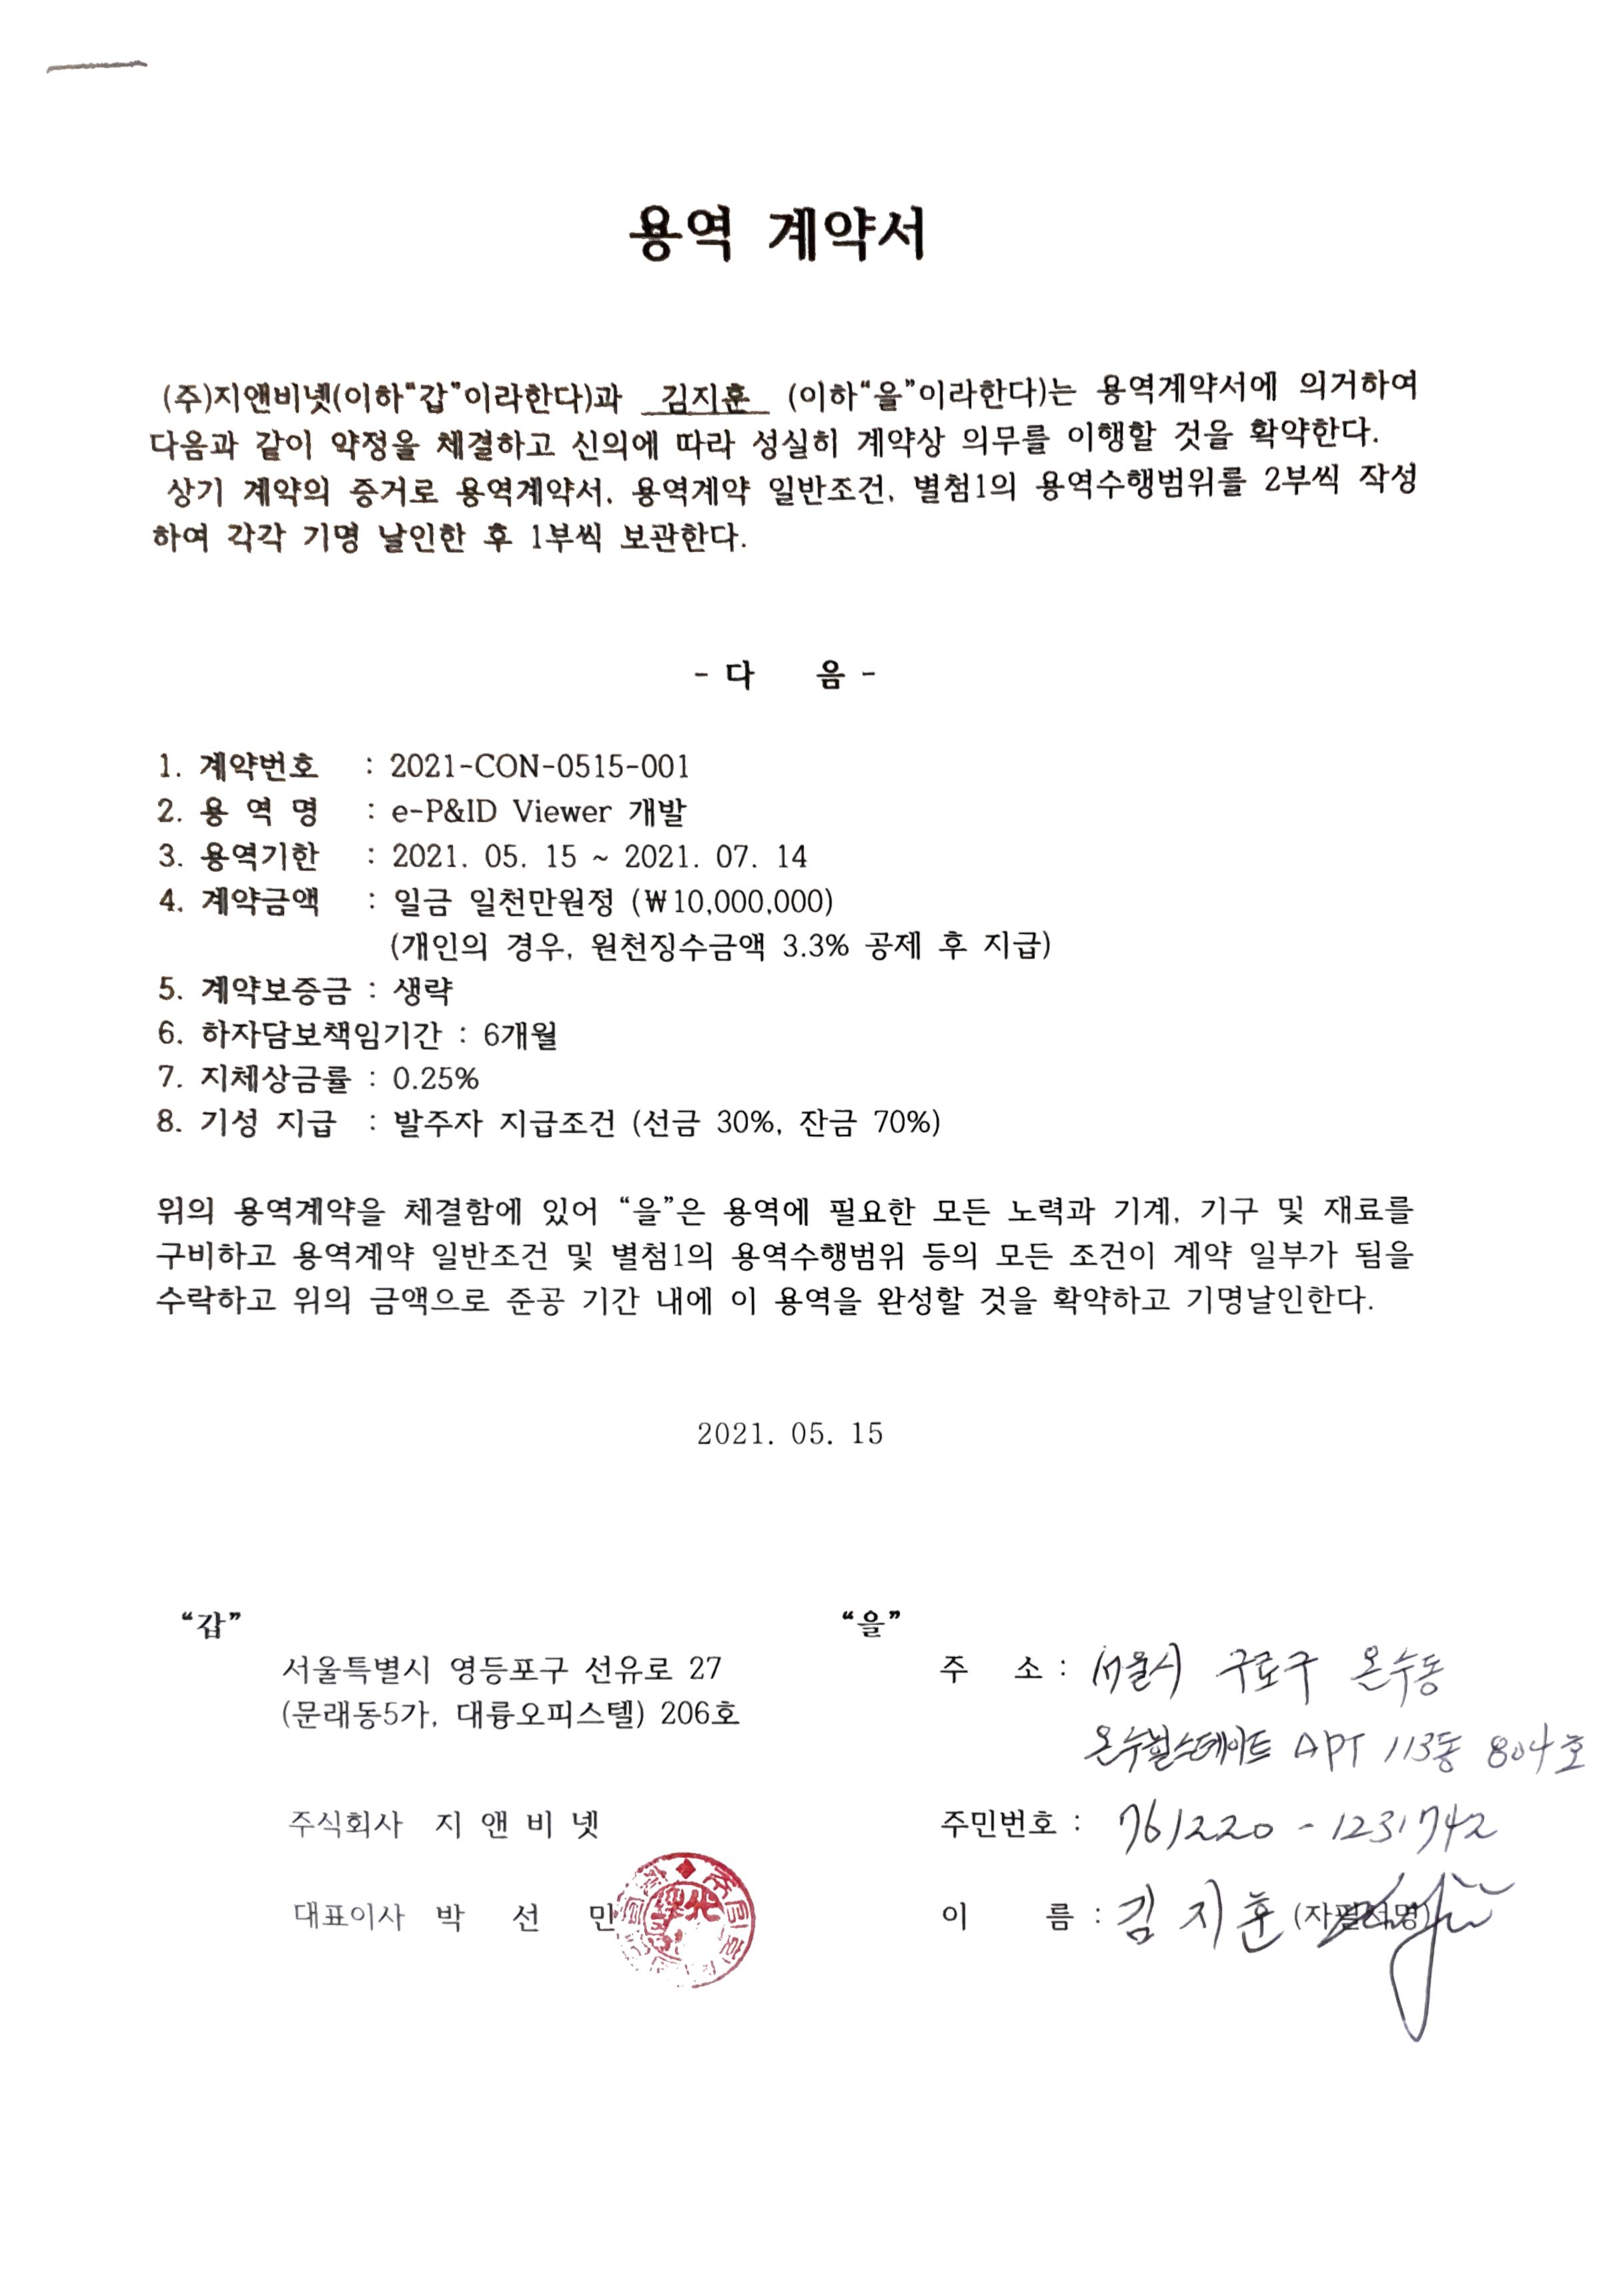 용역 계약서
(주)지앤비넷(이하“갑”이라한다)과 김지훈 (이하“을”이라한다)는 용역계약서에 의거하여
다음과 같이 약정을 체결하고 신의에 따라 성실히 계약상 의무를 이행할 것을 확약한다.
상기 계약의 증거로 용역계약서, 용역계약 일반조건, 별첨1의 용역수행범위를 2부씩 작성
하여 각각 기명 날인한 후 1부씩 보관한다.
- 다 음 -
1. 계약번호 : 2021-CON-0515-001
2. 용 역 명 : e-P&ID Viewer 개발
3. 용역기한 : 2021. 05. 15 ~ 2021. 07. 14
4. 계약금액 : 일금 일천만원정 (₩10,000,000)
(개인의 경우, 원천징수금액 3.3% 공제 후 지급)
5. 계약보증금 : 생략
6. 하자담보책임기간 : 6개월
7. 지체상금률 : 0.25%
8. 기성 지급 : 발주자 지급조건 (선금 30%, 잔금 70%)
위의 용역계약을 체결함에 있어 “을”은 용역에 필요한 모든 노력과 기계, 기구 및 재료를
구비하고 용역계약 일반조건 및 별첨1의 용역수행범위 등의 모든 조건이 계약 일부가 됨을
수락하고 위의 금액으로 준공 기간 내에 이 용역을 완성할 것을 확약하고 기명날인한다.
2021. 05. 15
“갑”
서울특별시 영등포구 선유로 27
(문래동5가, 대륭오피스텔) 206호
주식회사 지 앤 비 넷
대표이사 박 선 민
“을”
주 소 : 서울시 구로구 온수동
온수힐스테이트 APT 113동 804호
주민번호 : 761220 - 1231742
이 름 : 김 지 훈 (자필서명)